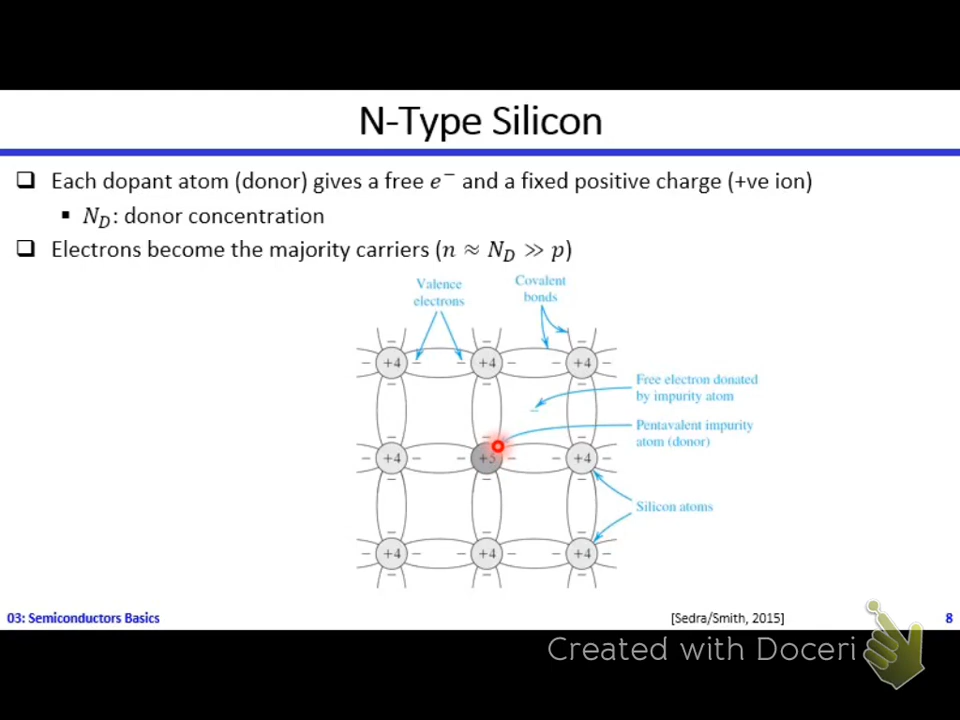 N-Type Silicon
❑ Each dopant atom (donor) gives a free e⁻ and a fixed positive charge (+ve ion)
▪ N_D: donor concentration
❑ Electrons become the majority carriers (n ≈ N_D ≫ p)
Valence
electrons
Covalent
bonds
+4 +4 +4
Free electron donated
by impurity atom
Pentavalent impurity
atom (donor)
+4 +5 +4
Silicon atoms
+4 +4 +4
03: Semiconductors Basics [Sedra/Smith, 2015] 8
Created with Doceri